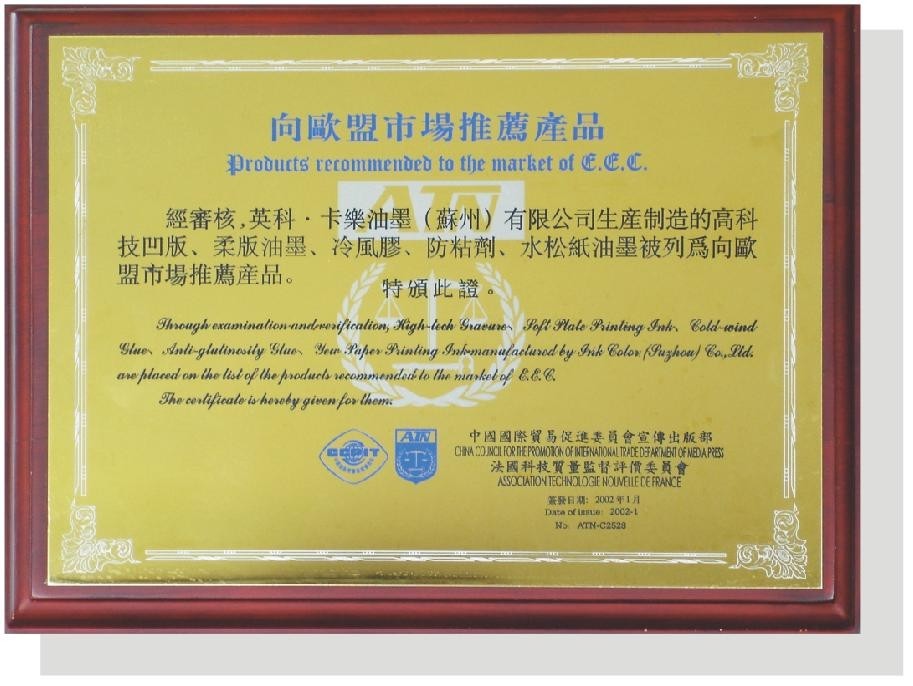 向歐盟市場推薦產品
Products recommended to the market of E.E.C.
ATN
經審核,英科·卡樂油墨（蘇州）有限公司生產制造的高科
技凹版、柔版油墨、冷風膠、防粘劑、水松紙油墨被列爲向歐
盟市場推薦産品。
特頒此證。
Through examination and verification, High-tech Gravure、 Soft Plate Printing Ink、 Cold-wind
Glue、 Anti-glutinosity Glue、 Yew Paper Printing Ink manufactured by Ink Color (Suzhou) Co., Ltd.
are placed on the list of the products recommended to the market of E.E.C.
The certificate is hereby given for them.
CCPIT
ATN
中國國際貿易促進委員會宣傳出版部
CHINA COUNCIL FOR THE PROMOTION OF INTERNATIONAL TRADE DEPARTMENT OF MEDIA PRESS
法國科技質量監督評價委員會
ASSOCIATION TECHNOLOGIE NOUVELLE DE FRANCE
簽發日期: 2002年1月
Date of issue: 2002-1
No: ATN-C2528